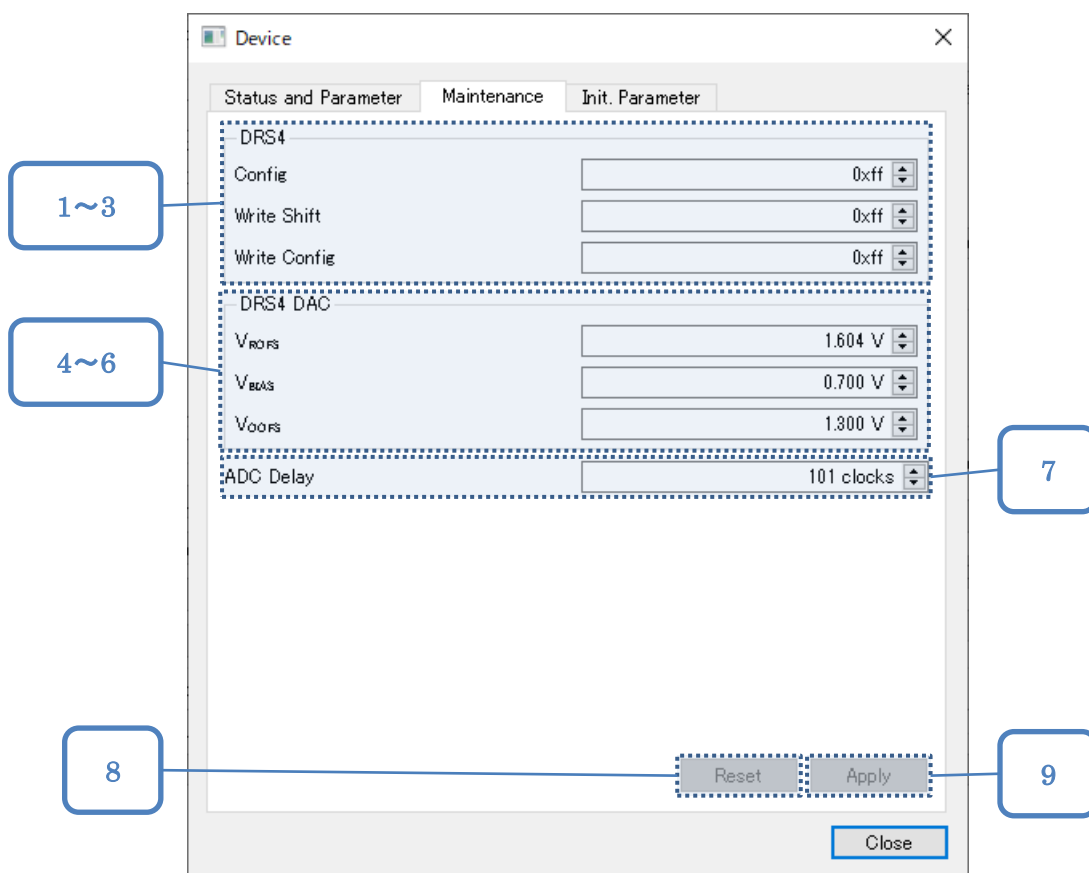 Device
Status and Parameter Maintenance Init. Parameter
DRS4
Config 0xff
1~3
Write Shift 0xff
Write Config 0xff
DRS4 DAC
VROFS 1.604 V
4~6
VBIAS 0.700 V
VOOFS 1.300 V
ADC Delay 101 clocks
7
8
Reset Apply
9
Close